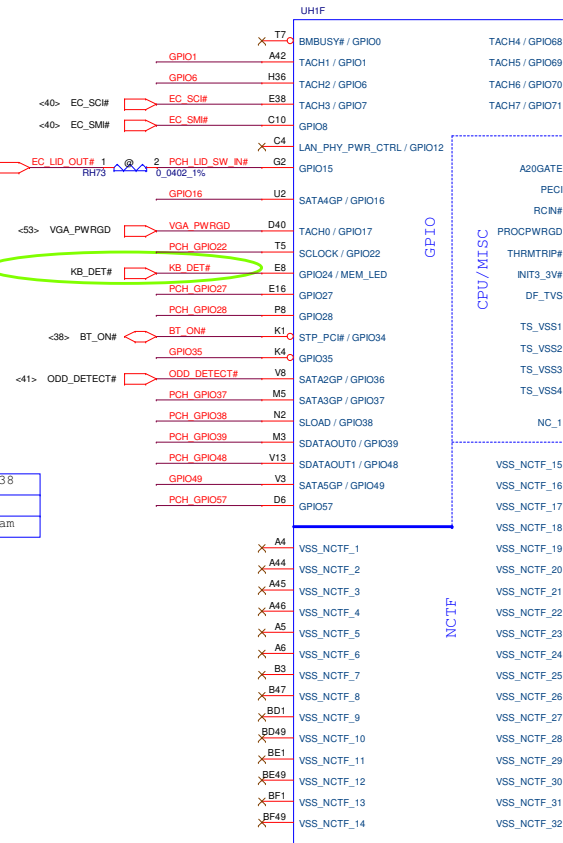 UH1F
T7 BMBUSY# / GPIO0 TACH4 / GPIO68
GPIO1 A42 TACH1 / GPIO1 TACH5 / GPIO69
GPIO6 H36 TACH2 / GPIO6 TACH6 / GPIO70
<40> EC_SCI# EC_SCI# E38 TACH3 / GPIO7 TACH7 / GPIO71
<40> EC_SMI# EC_SMI# C10 GPIO8
C4 LAN_PHY_PWR_CTRL / GPIO12
EC_LID_OUT# 1 @ 2 PCH_LID_SW_IN# G2 GPIO15 A20GATE
RH73 0_0402_1%
PECI
GPIO16 U2 SATA4GP / GPIO16 RCIN#
<53> VGA_PWRGD VGA_PWRGD D40 TACH0 / GPIO17 PROCPWRGD
PCH_GPIO22 T5 SCLOCK / GPIO22 THRMTRIP#
KB_DET# KB_DET# E8 GPIO24 / MEM_LED INIT3_3V#
PCH_GPIO27 E16 GPIO27 DF_TVS
PCH_GPIO28 P8 GPIO28
<38> BT_ON# BT_ON# K1 STP_PCI# / GPIO34 TS_VSS1
GPIO35 K4 GPIO35 TS_VSS2
<41> ODD_DETECT# ODD_DETECT# V8 SATA2GP / GPIO36 TS_VSS3
PCH_GPIO37 M5 SATA3GP / GPIO37 TS_VSS4
PCH_GPIO38 N2 SLOAD / GPIO38 NC_1
PCH_GPIO39 M3 SDATAOUT0 / GPIO39
PCH_GPIO48 V13 SDATAOUT1 / GPIO48 VSS_NCTF_15
GPIO49 V3 SATA5GP / GPIO49 VSS_NCTF_16
PCH_GPIO57 D6 GPIO57 VSS_NCTF_17
GPIO
CPU/MISC
38
am
VSS_NCTF_18
A4 VSS_NCTF_1 VSS_NCTF_19
A44 VSS_NCTF_2 VSS_NCTF_20
A45 VSS_NCTF_3 VSS_NCTF_21
A46 VSS_NCTF_4 VSS_NCTF_22
A5 VSS_NCTF_5 VSS_NCTF_23
A6 VSS_NCTF_6 VSS_NCTF_24
B3 VSS_NCTF_7 VSS_NCTF_25
B47 VSS_NCTF_8 VSS_NCTF_26
BD1 VSS_NCTF_9 VSS_NCTF_27
BD49 VSS_NCTF_10 VSS_NCTF_28
BE1 VSS_NCTF_11 VSS_NCTF_29
BE49 VSS_NCTF_12 VSS_NCTF_30
BF1 VSS_NCTF_13 VSS_NCTF_31
BF49 VSS_NCTF_14 VSS_NCTF_32
NCTF